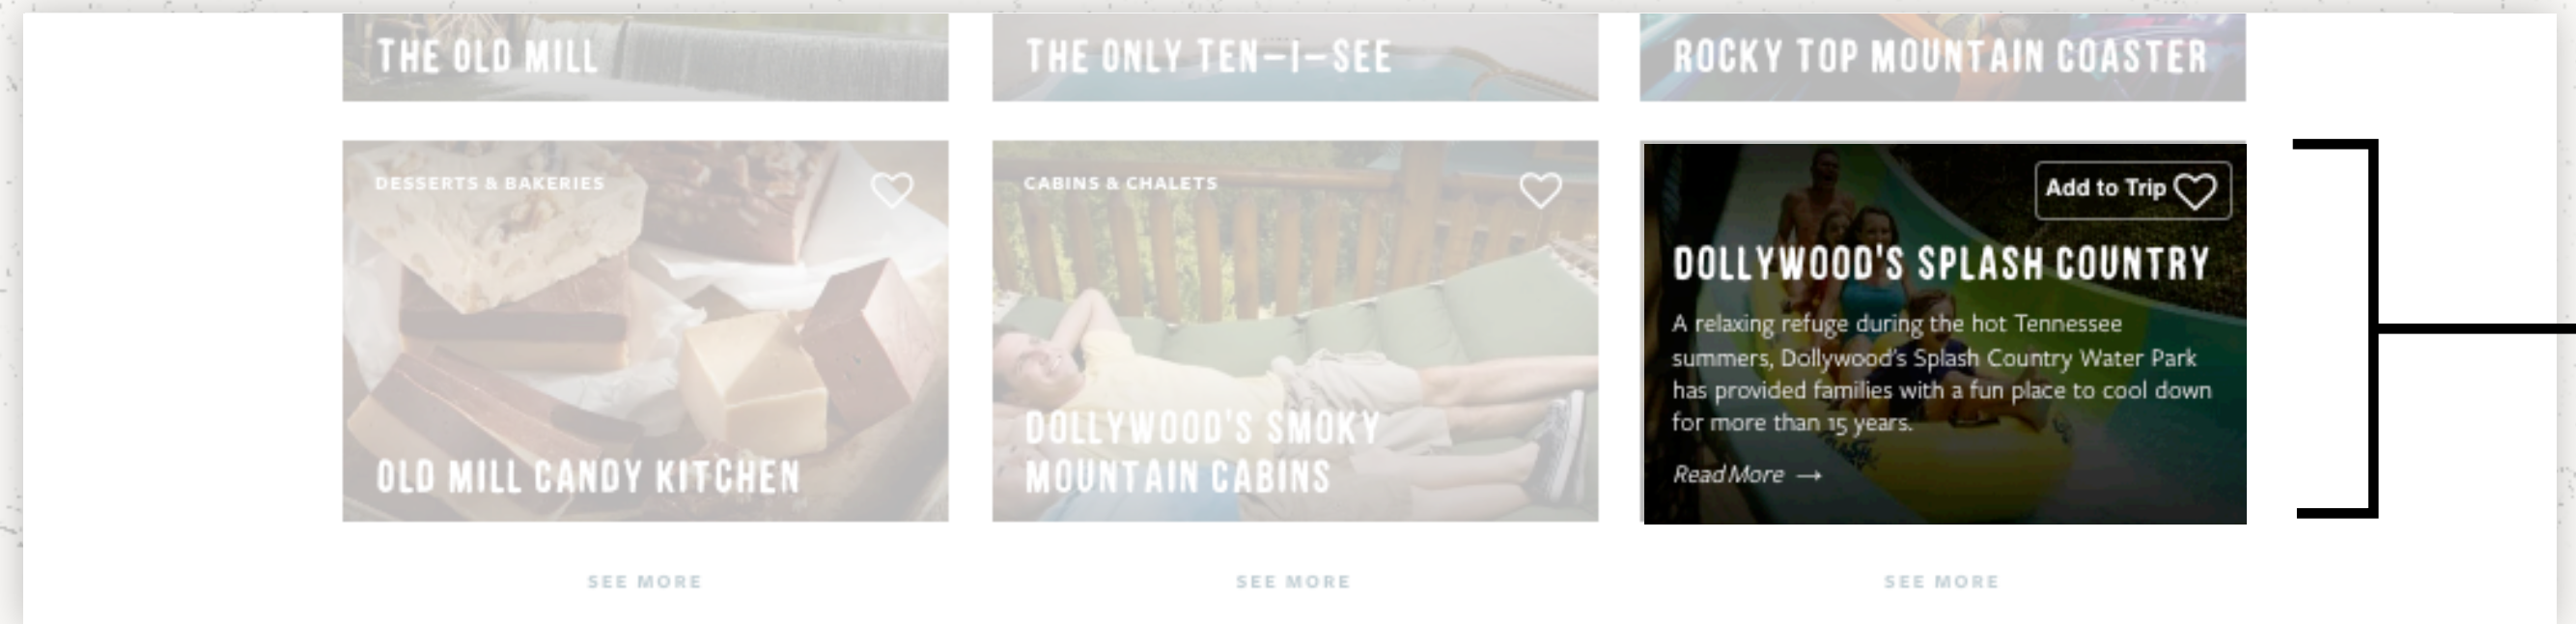 THE OLD MILL
THE ONLY TEN–I–SEE
ROCKY TOP MOUNTAIN COASTER
DESSERTS & BAKERIES
OLD MILL CANDY KITCHEN
CABINS & CHALETS
DOLLYWOOD'S SMOKY
MOUNTAIN CABINS
Add to Trip
DOLLYWOOD'S SPLASH COUNTRY
A relaxing refuge during the hot Tennessee
summers, Dollywood's Splash Country Water Park
has provided families with a fun place to cool down
for more than 15 years.
Read More →
SEE MORE
SEE MORE
SEE MORE